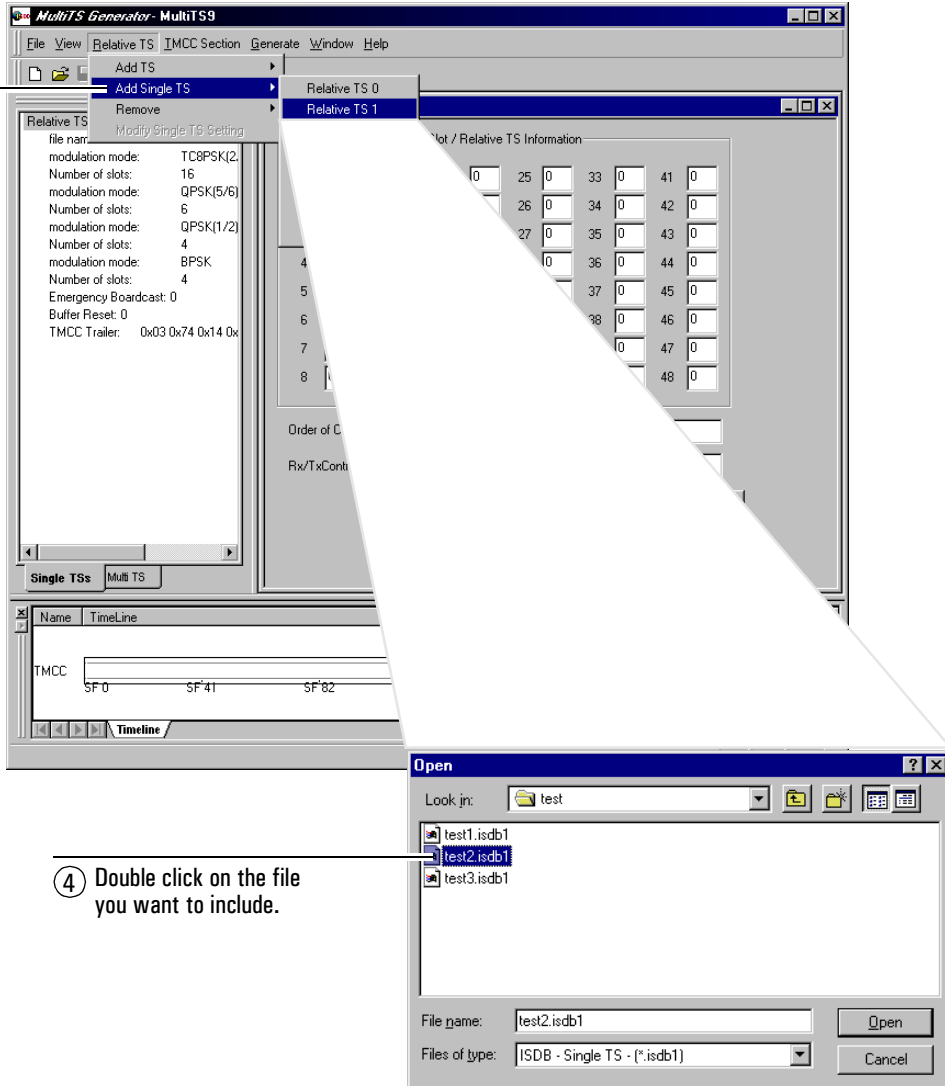 MultiTS Generator - MultiTS9
File View Relative TS TMCC Section Generate Window Help
Add TS
Add Single TS
Remove
Modify Single TS Setting
Relative TS 0
Relative TS 1
Relative TS
file nam
modulation mode: TC8PSK(2.
Number of slots: 16
modulation mode: QPSK(5/6)
Number of slots: 6
modulation mode: QPSK(1/2)
Number of slots: 4
modulation mode: BPSK
Number of slots: 4
Emergency Boardcast: 0
Buffer Reset: 0
TMCC Trailer: 0x03 0x74 0x14 0x
Single TSs Multi TS
Slot / Relative TS Information
0 25 0 33 0 41 0
26 0 34 0 42 0
27 0 35 0 43 0
4 0 36 0 44 0
5 37 0 45 0
6 38 0 46 0
7 0 47 0
8 48 0
Order of C
Rx/TxContr
Name TimeLine
TMCC
SF 0 SF 41 SF 82
Timeline
Open
Look in: test
test1.isdb1
test2.isdb1
test3.isdb1
File name: test2.isdb1 Open
Files of type: ISDB - Single TS - (*.isdb1) Cancel
4 Double click on the file
you want to include.